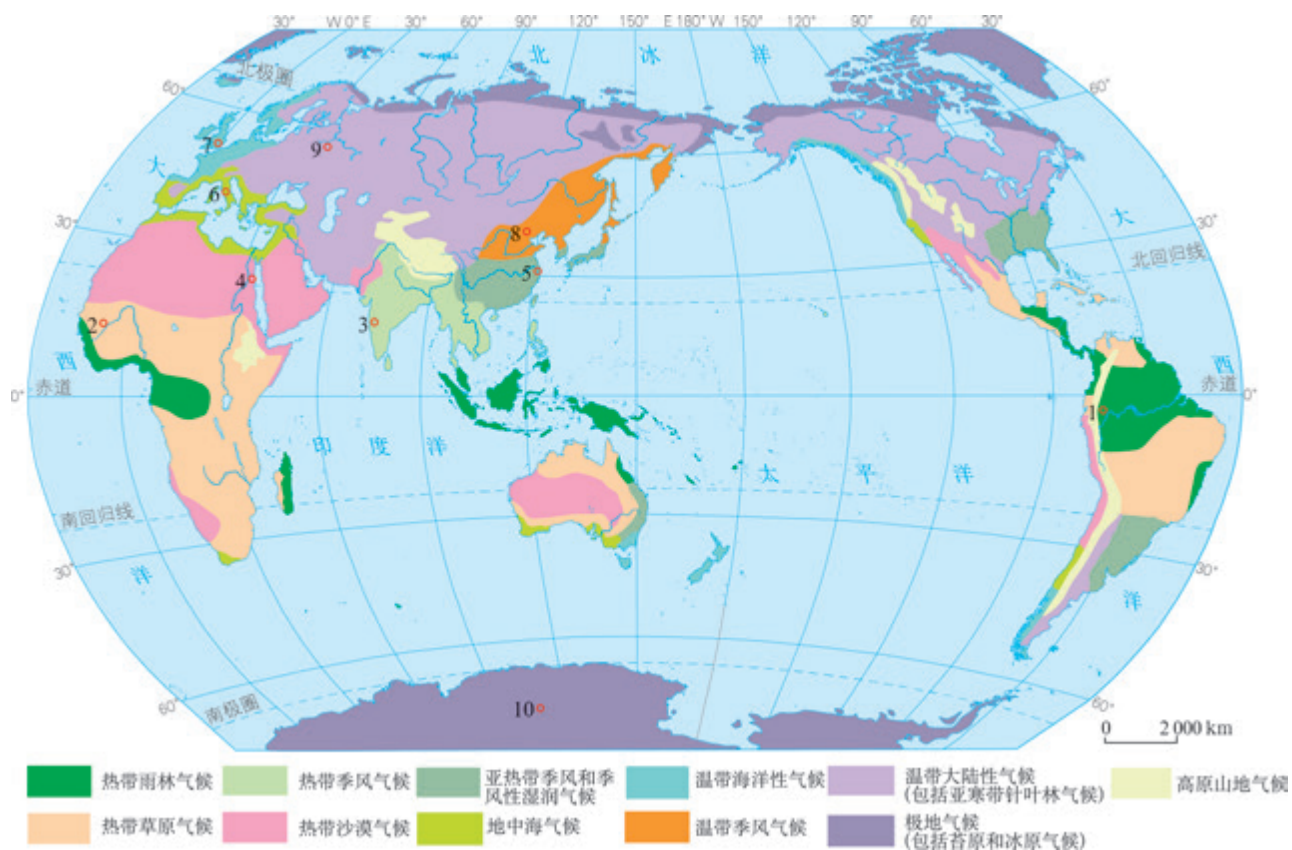 30° W 0° E 30° 60° 90° 120° 150° E 180° W 150° 120° 90° 60° 30°
北 冰 洋
北极圈
60°
60°
7
9
大
6
30°
8
大
30°
北回归线
4
5
2
3
西
西
赤道
赤道
0°
0°
1
印 度 洋
太 平 洋
南回归线
30°
30°
洋
洋
60°
南极圈
10
60°
0 2 000 km
热带雨林气候
热带季风气候
亚热带季风和季
风性湿润气候
温带海洋性气候
温带大陆性气候
(包括亚寒带针叶林气候)
高原山地气候
热带草原气候
热带沙漠气候
地中海气候
温带季风气候
极地气候
(包括苔原和冰原气候)